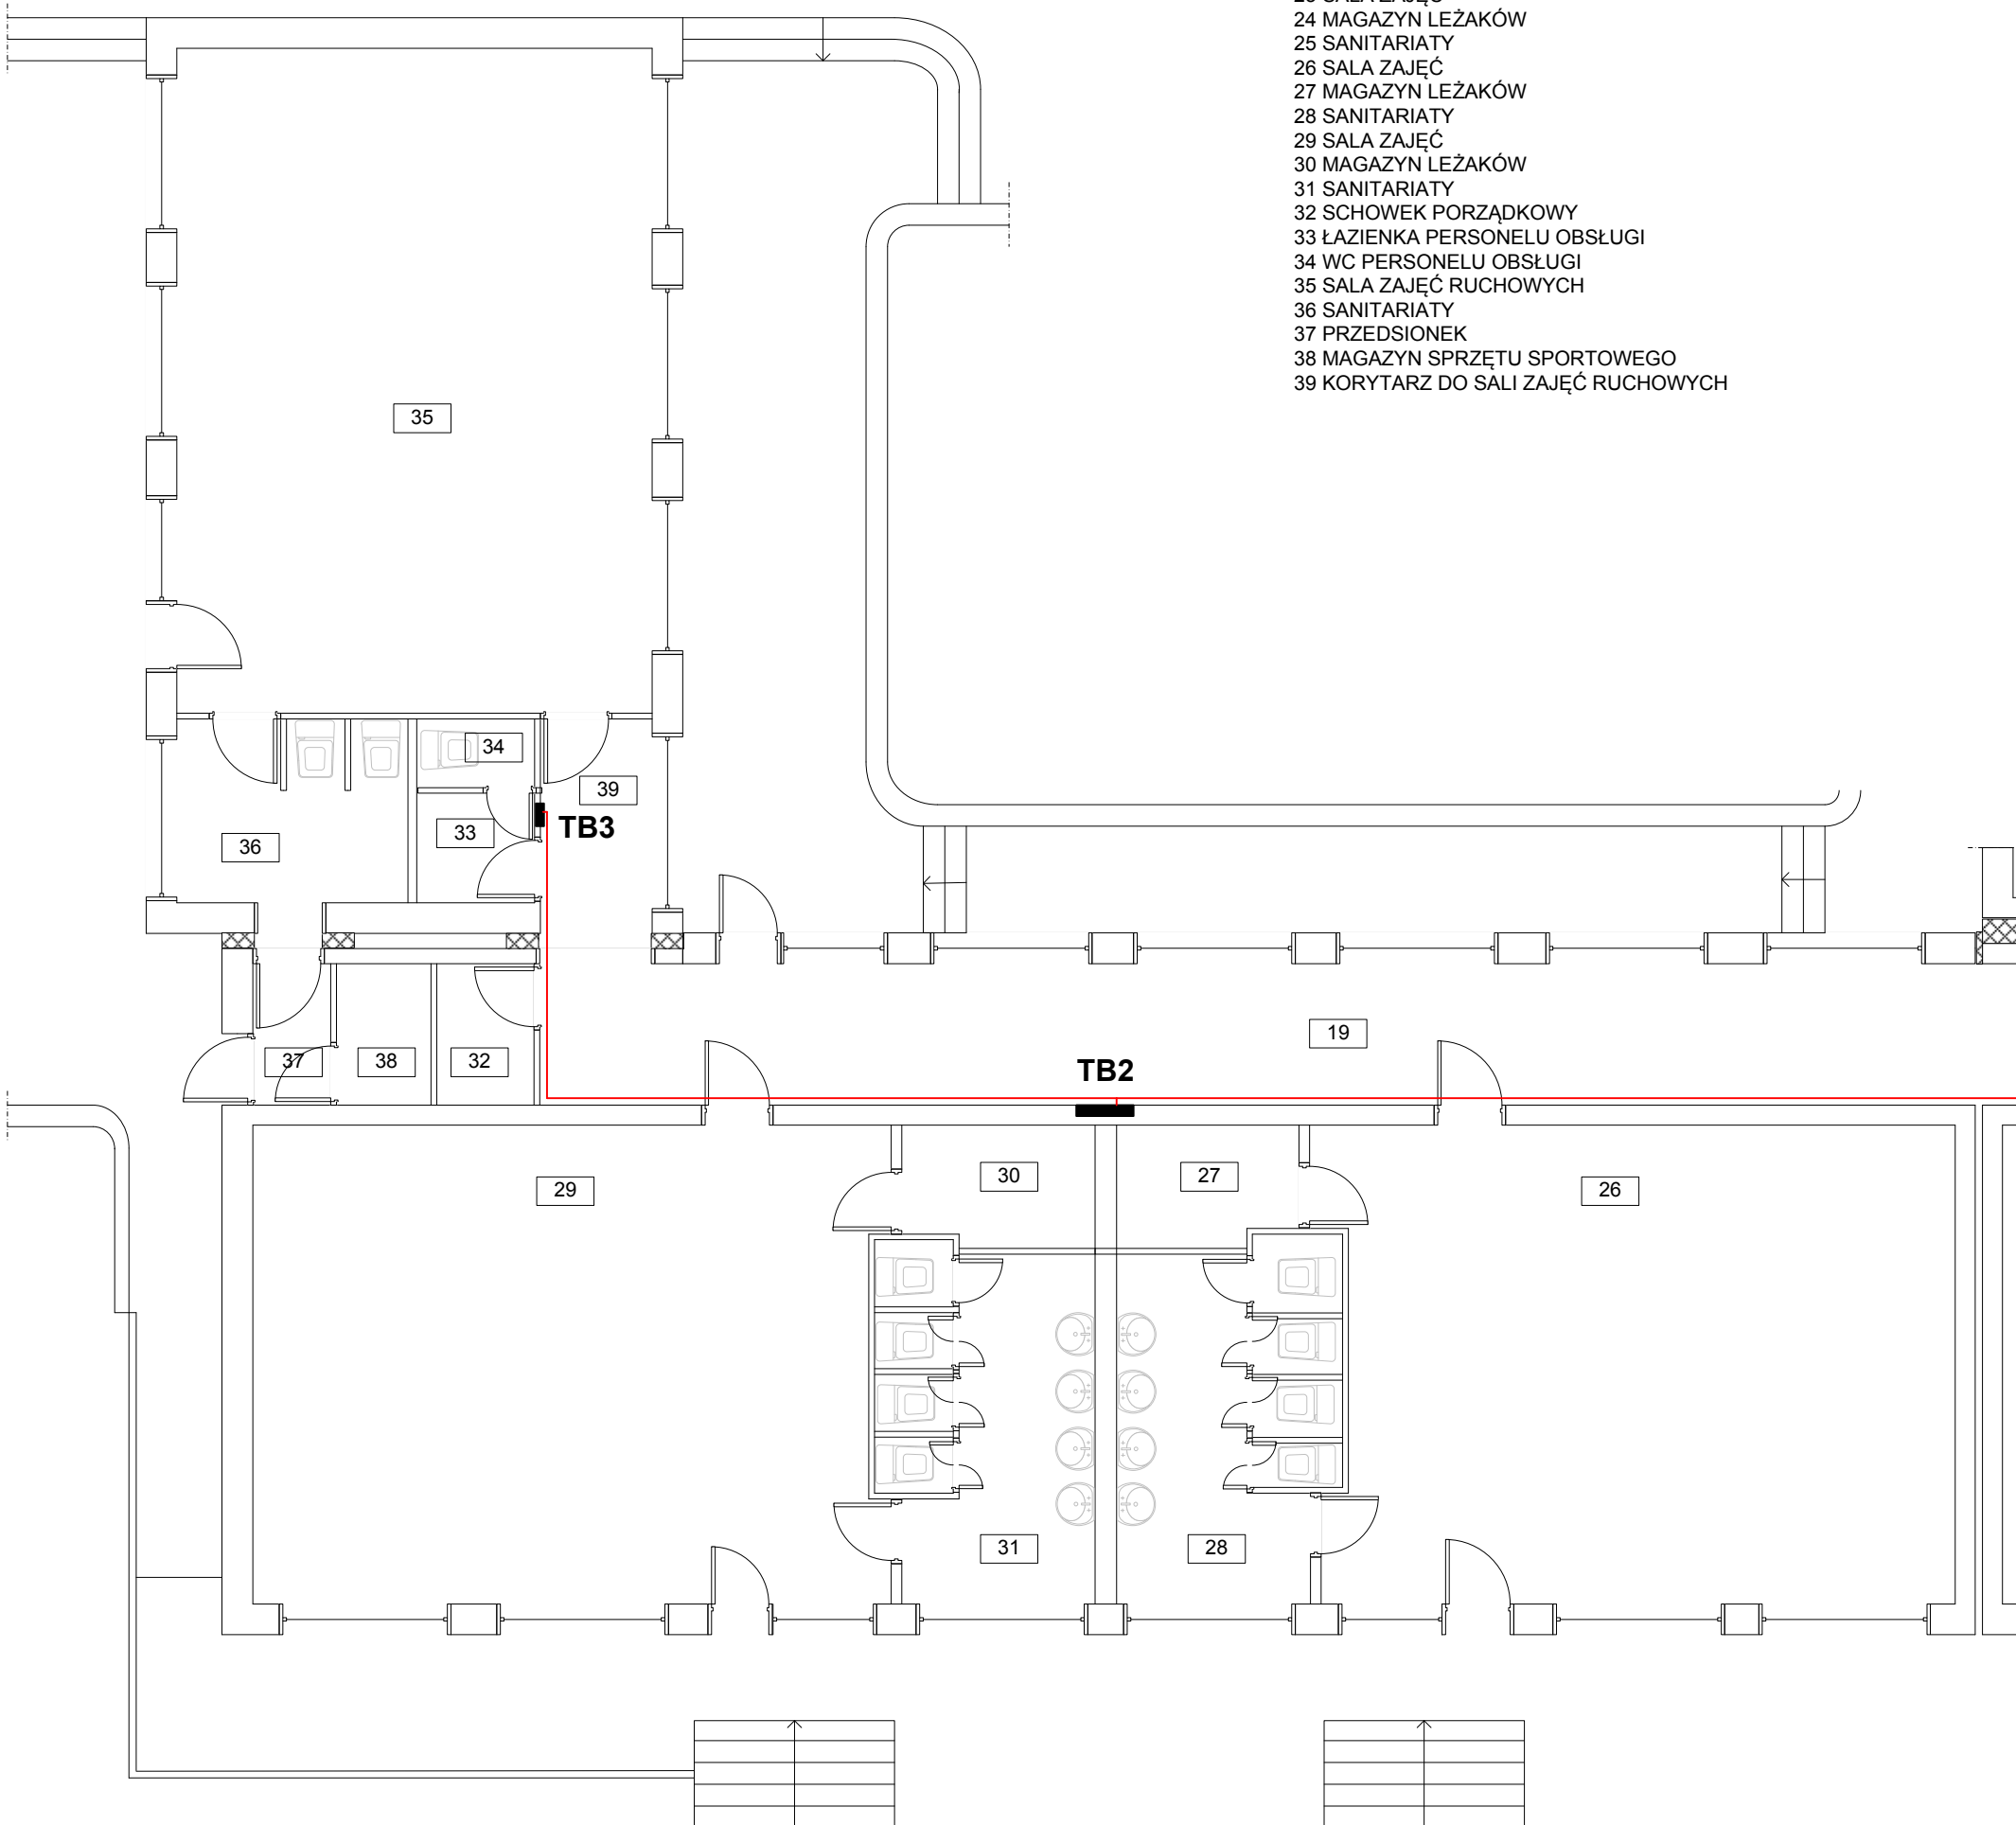 24 MAGAZYN LEŻAKÓW
25 SANITARIATY
26 SALA ZAJĘĆ
27 MAGAZYN LEŻAKÓW
28 SANITARIATY
29 SALA ZAJĘĆ
30 MAGAZYN LEŻAKÓW
31 SANITARIATY
32 SCHOWEK PORZĄDKOWY
33 ŁAZIENKA PERSONELU OBSŁUGI
34 WC PERSONELU OBSŁUGI
35 SALA ZAJĘĆ RUCHOWYCH
36 SANITARIATY
37 PRZEDSIONEK
38 MAGAZYN SPRZĘTU SPORTOWEGO
39 KORYTARZ DO SALI ZAJĘĆ RUCHOWYCH
35
34
39
TB3
33
36
19
37
38
32
TB2
30
27
29
26
31
28